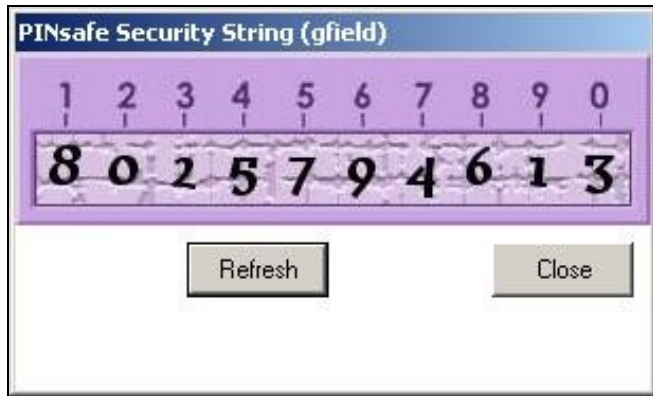 PINsafe Security String (gfield)
1 2 3 4 5 6 7 8 9 0
8 0 2 5 7 9 4 6 1 3
Refresh Close